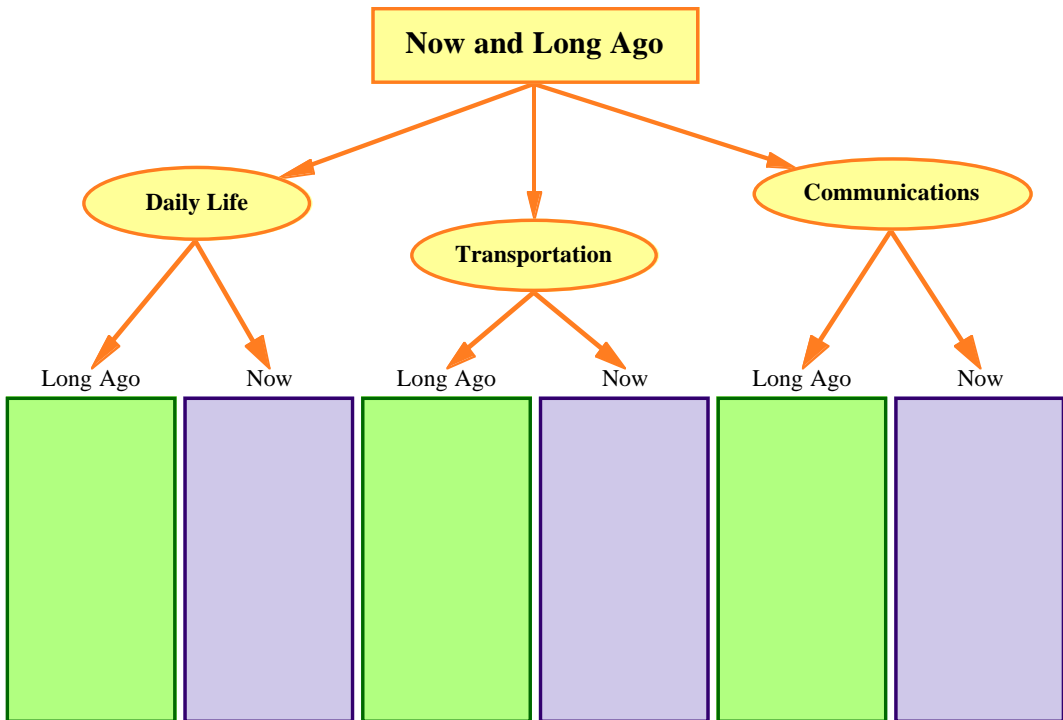 Now and Long Ago
Daily Life
Transportation
Communications
Long Ago
Now
Long Ago
Now
Long Ago
Now